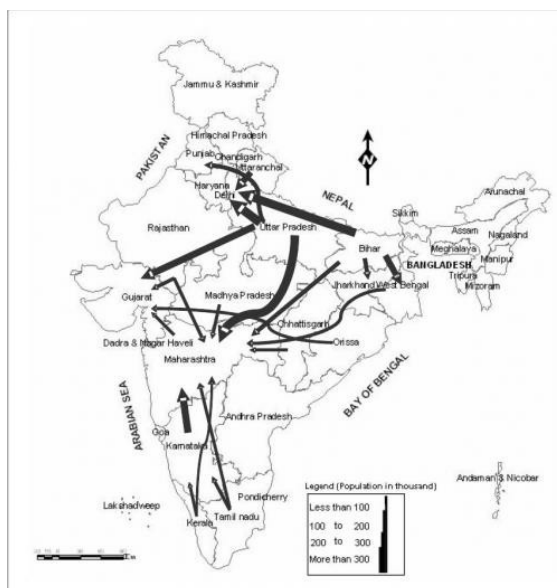 Jammu & Kashmir
Himachal Pradesh
PAKISTAN
Punjab
Chandigarh
Uttaranchal
N
Haryana
Delhi
NEPAL
Arunachal
Sikkim
Rajasthan
Uttar Pradesh
Assam
Nagaland
Bihar
Meghalaya
BANGLADESH
Manipur
Tripura
Mizoram
Jharkhand
West Bengal
Gujarat
Madhya Pradesh
Chhattisgarh
Dadra & Nagar Haveli
Orissa
Maharashtra
ARABIAN SEA
BAY OF BENGAL
Andhra Pradesh
Goa
Karnataka
Andaman & Nicobar
Lakshadweep
Pondicherry
Kerala
Tamil nadu
Legend (Population in thousand)
Less than 100
100 to 200
200 to 300
More than 300